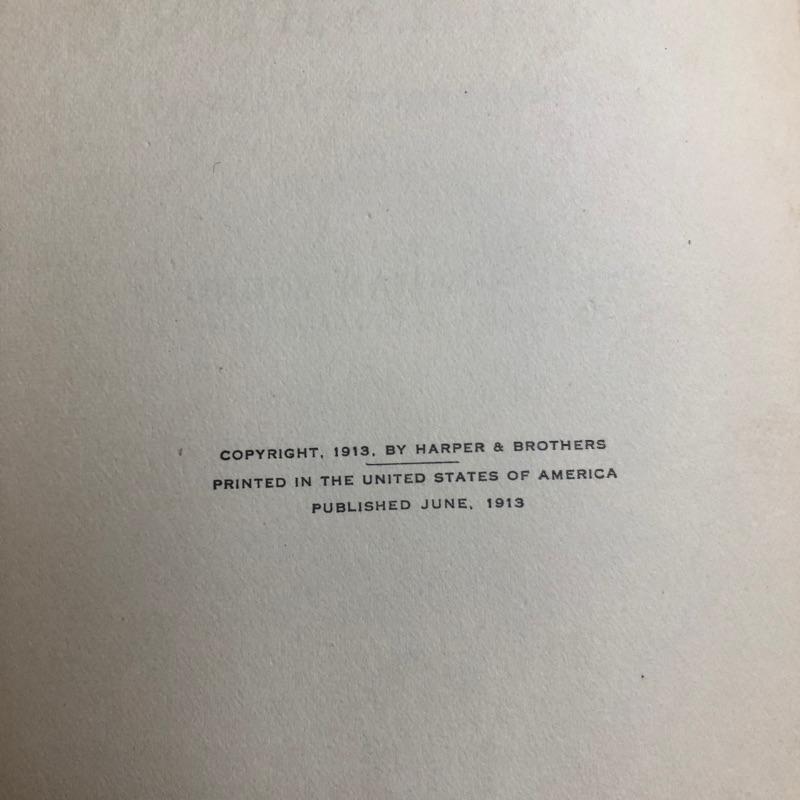 COPYRIGHT, 1913, BY HARPER & BROTHERS
PRINTED IN THE UNITED STATES OF AMERICA
PUBLISHED JUNE, 1913